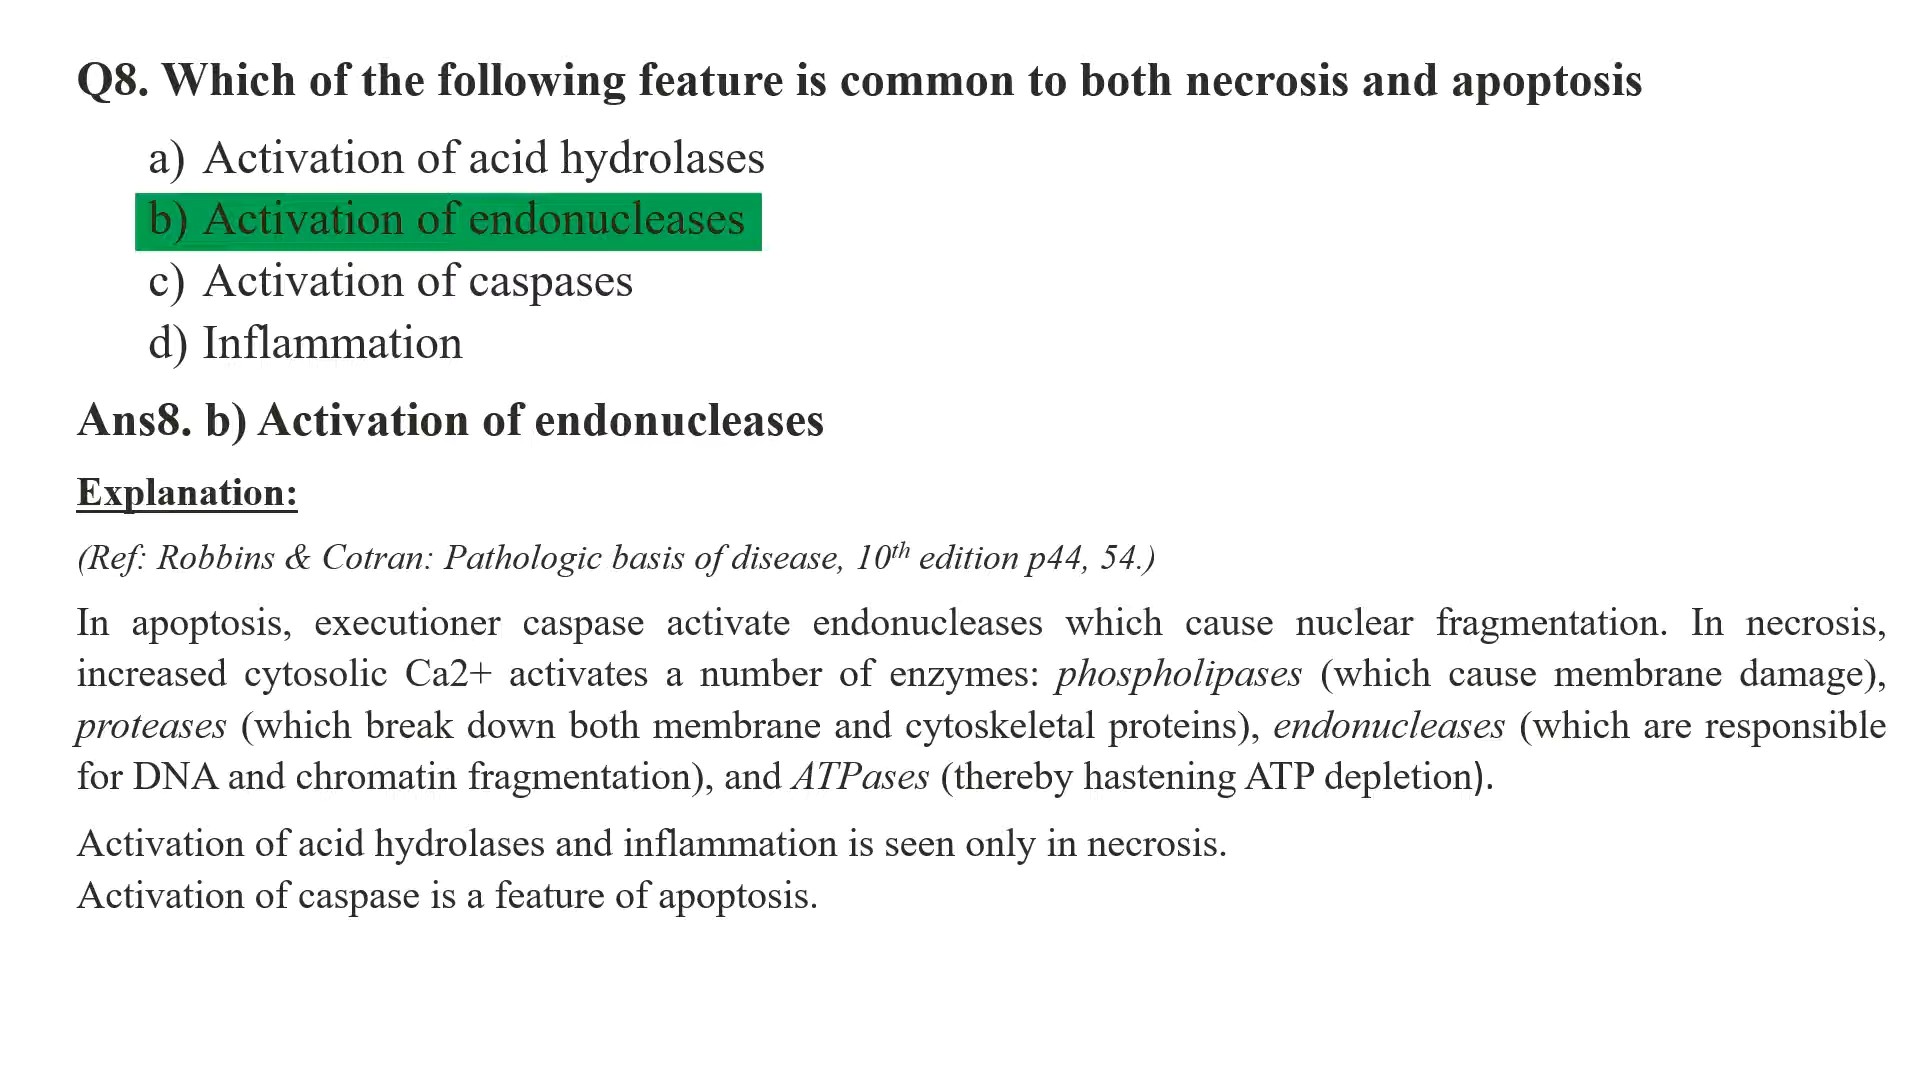 Q8. Which of the following feature is common to both necrosis and apoptosis
a) Activation of acid hydrolases
b) Activation of endonucleases
c) Activation of caspases
d) Inflammation
Ans8. b) Activation of endonucleases
Explanation:
(Ref: Robbins & Cotran: Pathologic basis of disease, 10th edition p44, 54.)
In apoptosis, executioner caspase activate endonucleases which cause nuclear fragmentation. In necrosis,
increased cytosolic Ca2+ activates a number of enzymes: phospholipases (which cause membrane damage),
proteases (which break down both membrane and cytoskeletal proteins), endonucleases (which are responsible
for DNA and chromatin fragmentation), and ATPases (thereby hastening ATP depletion).
Activation of acid hydrolases and inflammation is seen only in necrosis.
Activation of caspase is a feature of apoptosis.